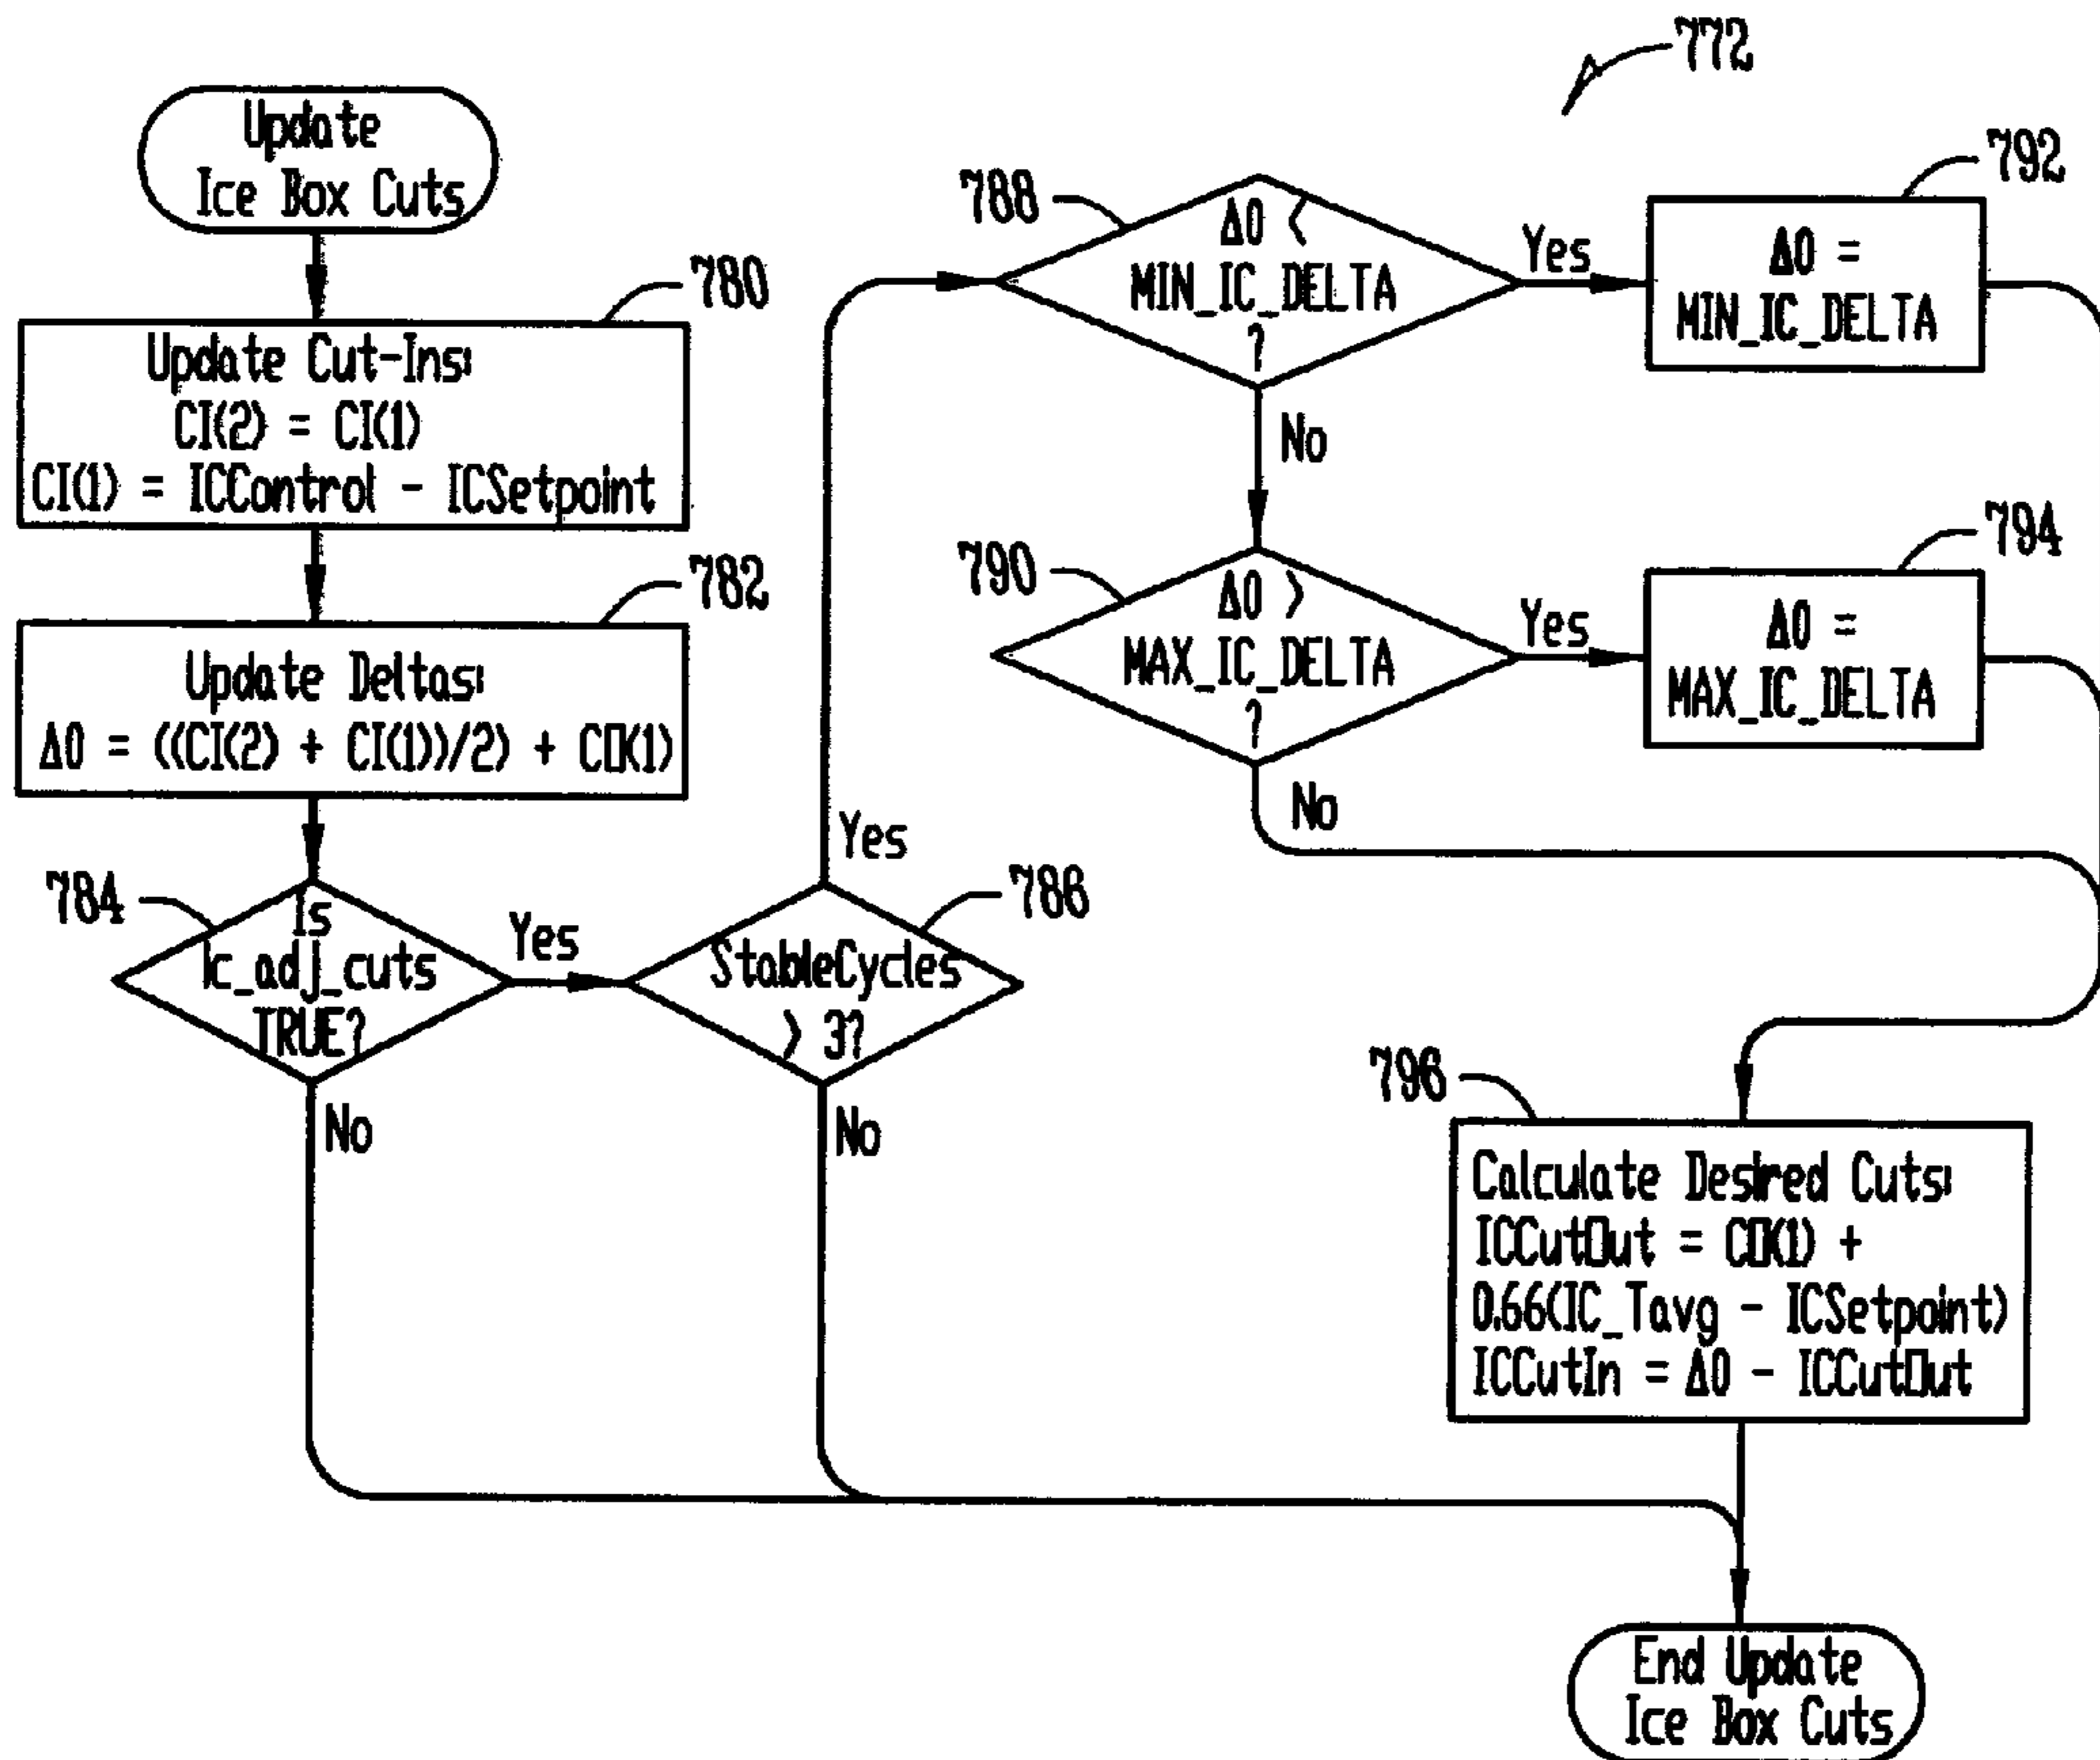 772
Update
Ice Box Cuts
780
Update Cut-Ins:
CI(2) = CI(1)
CI(1) = ICControl - ICSetpoint
782
Update Deltas:
Δ0 = ((CI(2) + CI(1))/2) + CO(1)
784
Is
Ic_adj_cuts
TRUE?
Yes
No
786
StableCycles
> 3?
Yes
No
788
Δ0 <
MIN_IC_DELTA
?
Yes
No
792
Δ0 =
MIN_IC_DELTA
790
Δ0 >
MAX_IC_DELTA
?
Yes
No
794
Δ0 =
MAX_IC_DELTA
796
Calculate Desired Cuts:
ICCutOut = CO(1) +
0.66(IC_Tavg - ICSetpoint)
ICCutIn = Δ0 - ICCutOut
End Update
Ice Box Cuts